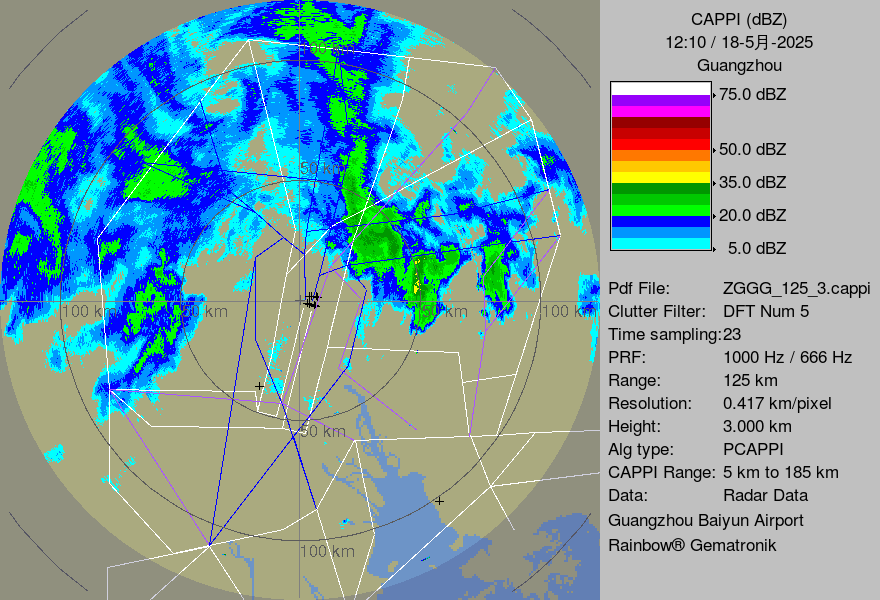 CAPPI (dBZ)
12:10 / 18-5月-2025
Guangzhou
75.0 dBZ
50.0 dBZ
35.0 dBZ
20.0 dBZ
5.0 dBZ
Pdf File: ZGGG_125_3.cappi
Clutter Filter: DFT Num 5
Time sampling:23
PRF: 1000 Hz / 666 Hz
Range: 125 km
Resolution: 0.417 km/pixel
Height: 3.000 km
Alg type: PCAPPI
CAPPI Range: 5 km to 185 km
Data: Radar Data
Guangzhou Baiyun Airport
Rainbow® Gematronik
100 km
50 km
50 km
100 km
50 km
100 km